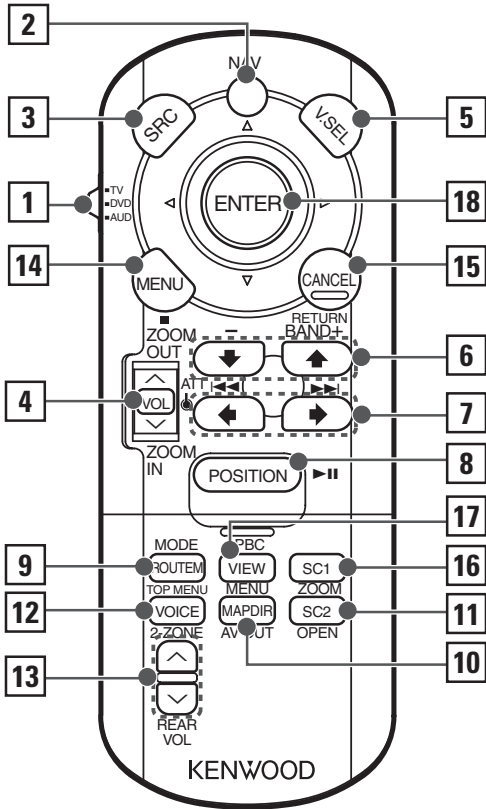 2
NAV
3
SRC
V.SEL
5
1
TV
DVD
AUD
ENTER
18
14
MENU
CANCEL
15
ZOOM
OUT
RETURN
BAND+
−
6
4
VOL
ATT
7
ZOOM
IN
POSITION
8
17
MODE
PBC
9
ROUTEM
VIEW
SC1
16
TOP MENU
MENU
ZOOM
12
VOICE
MAPDIR
SC2
11
2-ZONE
AV OUT
OPEN
10
13
REAR
VOL
KENWOOD